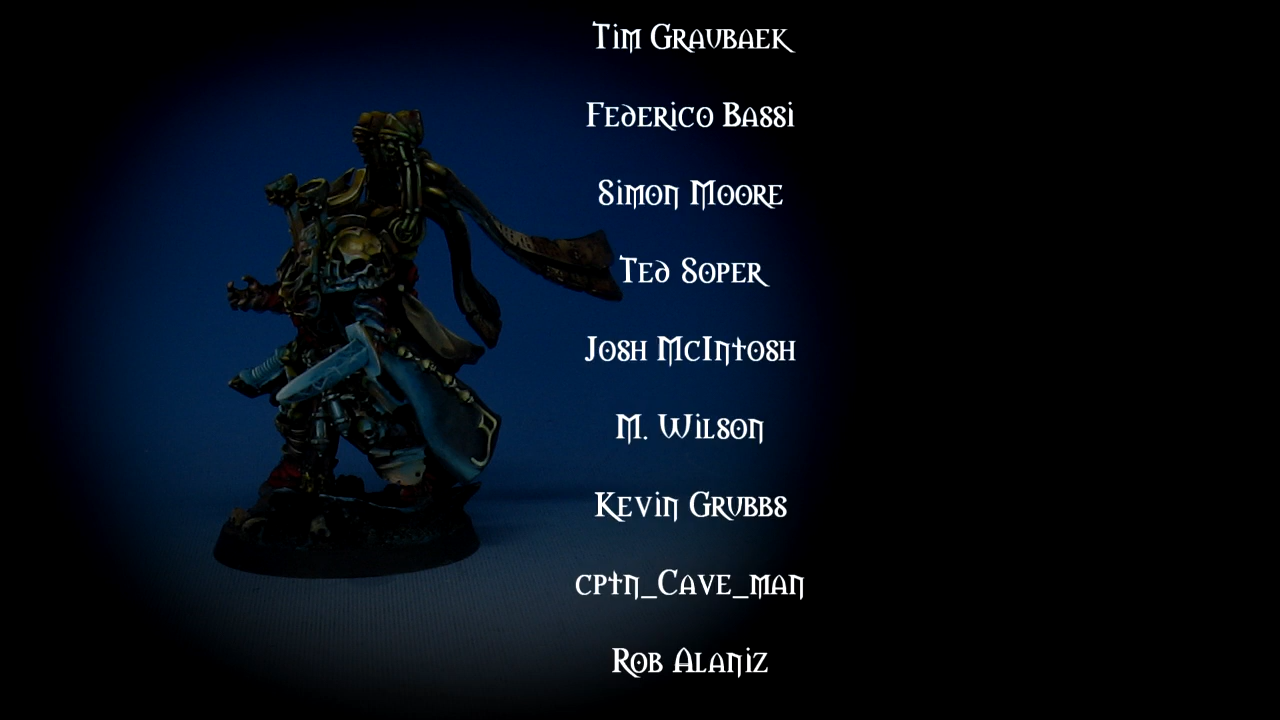 Tim Graubaek
Federico Bassi
Simon Moore
Ted Soper
Josh McIntosh
M. Wilson
Kevin Grubbs
cptn_Cave_man
Rob Alaniz